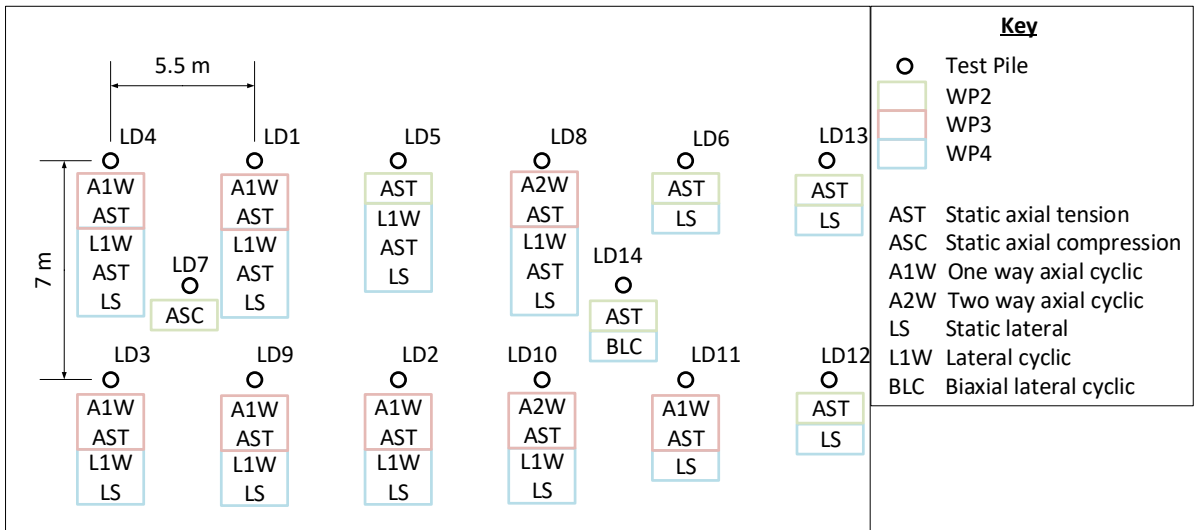 5.5 m
7 m
LD4
A1W
AST
L1W
AST
LS
LD1
A1W
AST
L1W
AST
LS
LD5
AST
L1W
AST
LS
LD8
A2W
AST
L1W
AST
LS
LD6
AST
LS
LD13
AST
LS
LD7
ASC
LD14
AST
BLC
LD3
A1W
AST
L1W
LS
LD9
A1W
AST
L1W
LS
LD2
A1W
AST
L1W
LS
LD10
A2W
AST
L1W
LS
LD11
A1W
AST
LS
LD12
AST
LS
Key
Test Pile
WP2
WP3
WP4
AST Static axial tension
ASC Static axial compression
A1W One way axial cyclic
A2W Two way axial cyclic
LS Static lateral
L1W Lateral cyclic
BLC Biaxial lateral cyclic